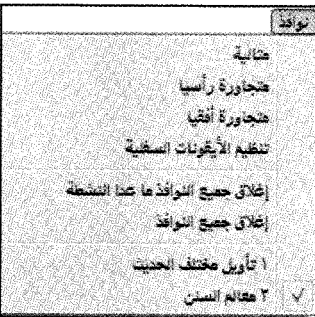 نوافذ
متتالية
متجاورة رأسيا
متجاورة أفقيا
تنظيم الأيقونات السفلية
إغلاق جميع النوافذ ما عدا النشطة
إغلاق جميع النوافذ
١ تأويل مختلف الحديث
٢ معالم السنن